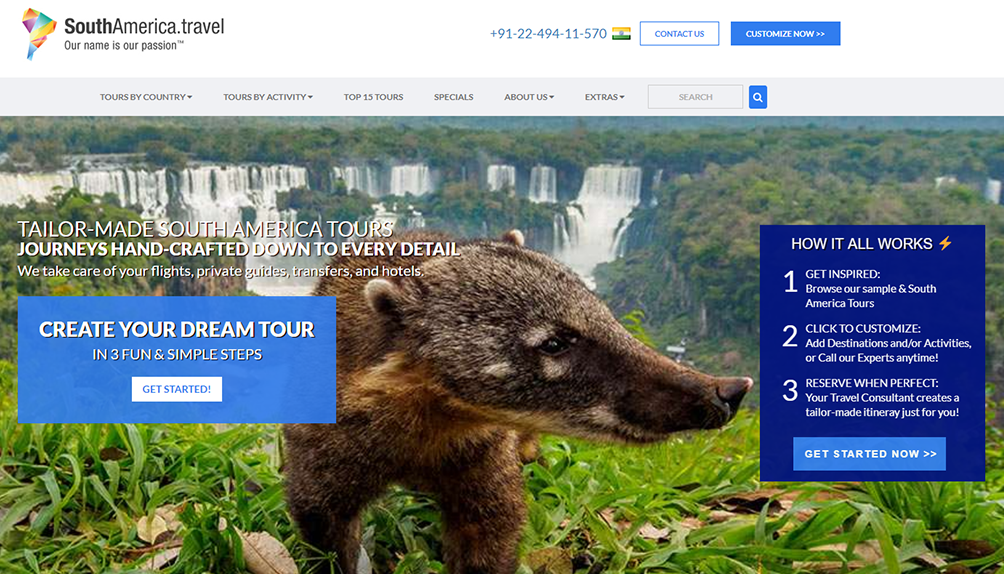 SouthAmerica.travel
Our name is our passion™
+91-22-494-11-570
CONTACT US
CUSTOMIZE NOW >>
TOURS BY COUNTRY
TOURS BY ACTIVITY
TOP 15 TOURS
SPECIALS
ABOUT US
EXTRAS
SEARCH
TAILOR-MADE SOUTH AMERICA TOURS
JOURNEYS HAND-CRAFTED DOWN TO EVERY DETAIL
We take care of your flights, private guides, transfers, and hotels.
CREATE YOUR DREAM TOUR
IN 3 FUN & SIMPLE STEPS
GET STARTED!
HOW IT ALL WORKS ⚡
1 GET INSPIRED:
Browse our sample & South
America Tours
2 CLICK TO CUSTOMIZE:
Add Destinations and/or Activities,
or Call our Experts anytime!
3 RESERVE WHEN PERFECT:
Your Travel Consultant creates a
tailor-made itineray just for you!
GET STARTED NOW >>